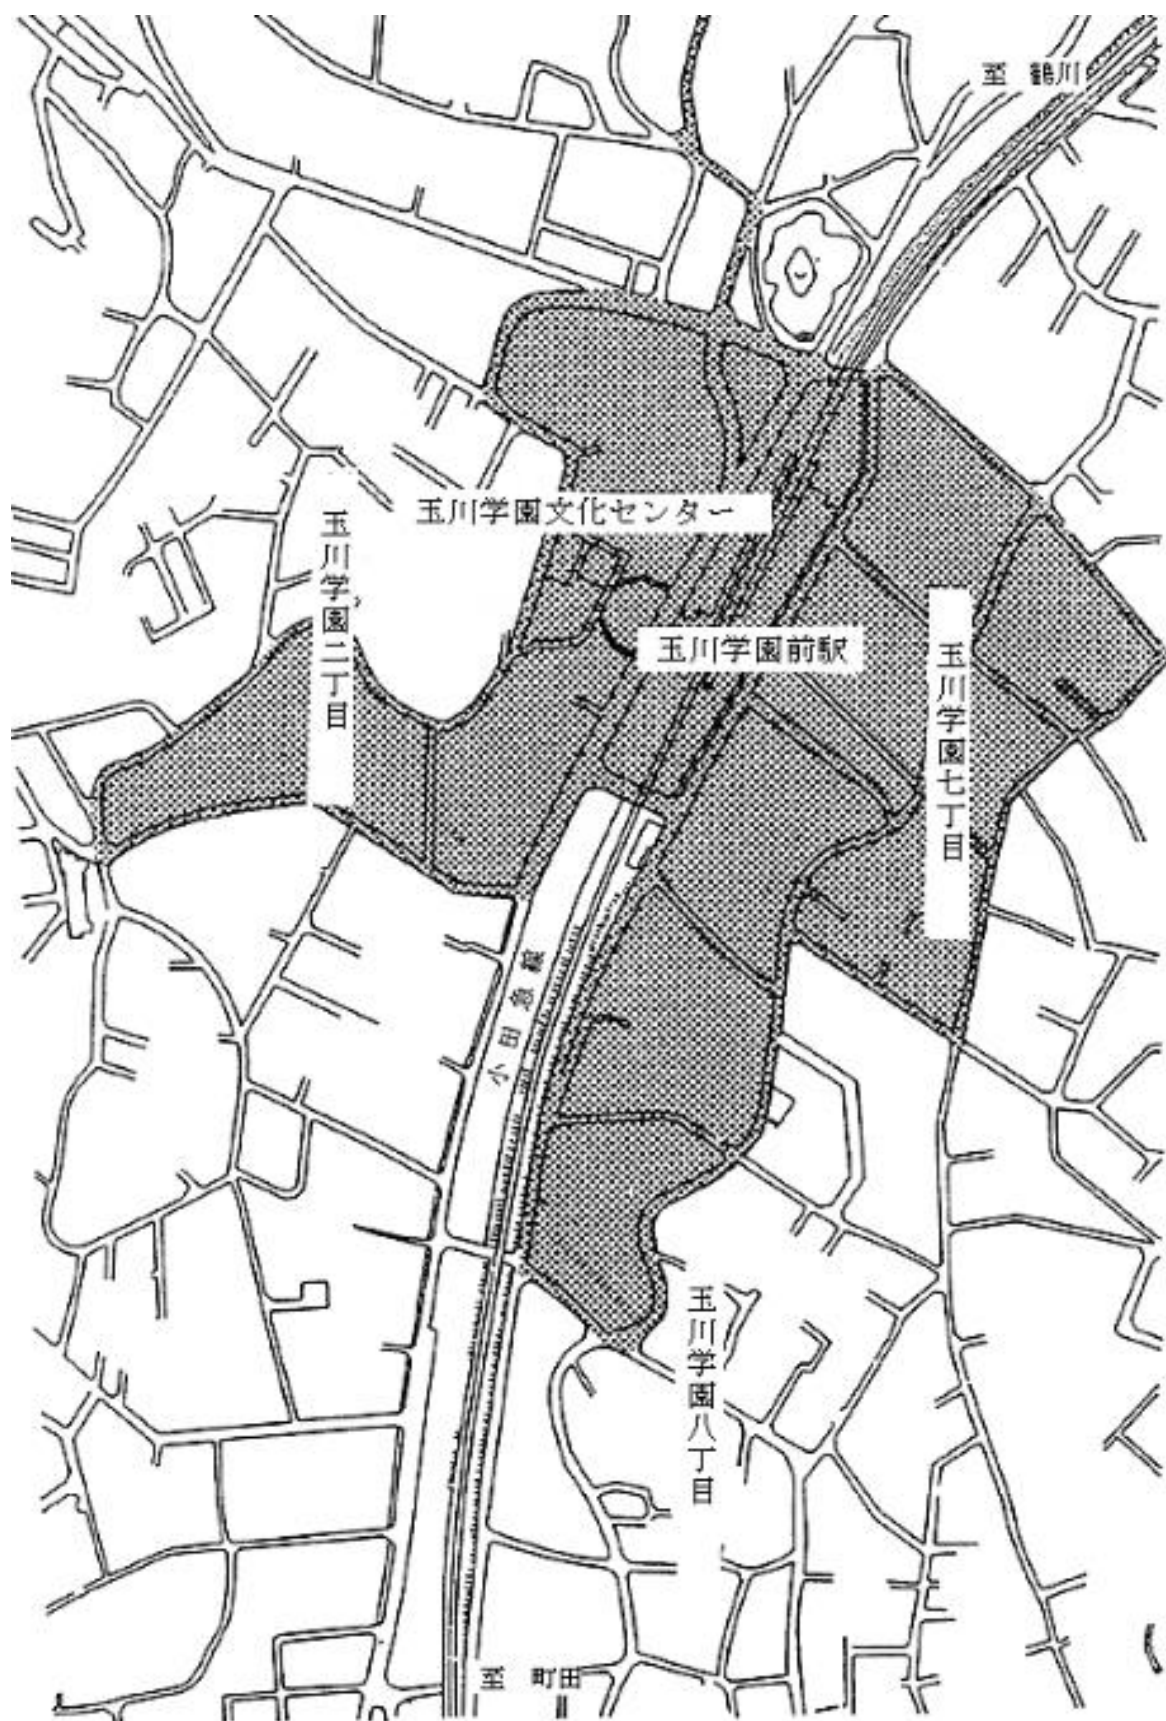 至 鶴川
玉川学園文化センター
玉川学園二丁目
玉川学園前駅
玉川学園七丁目
小田急線
玉川学園八丁目
至 町田